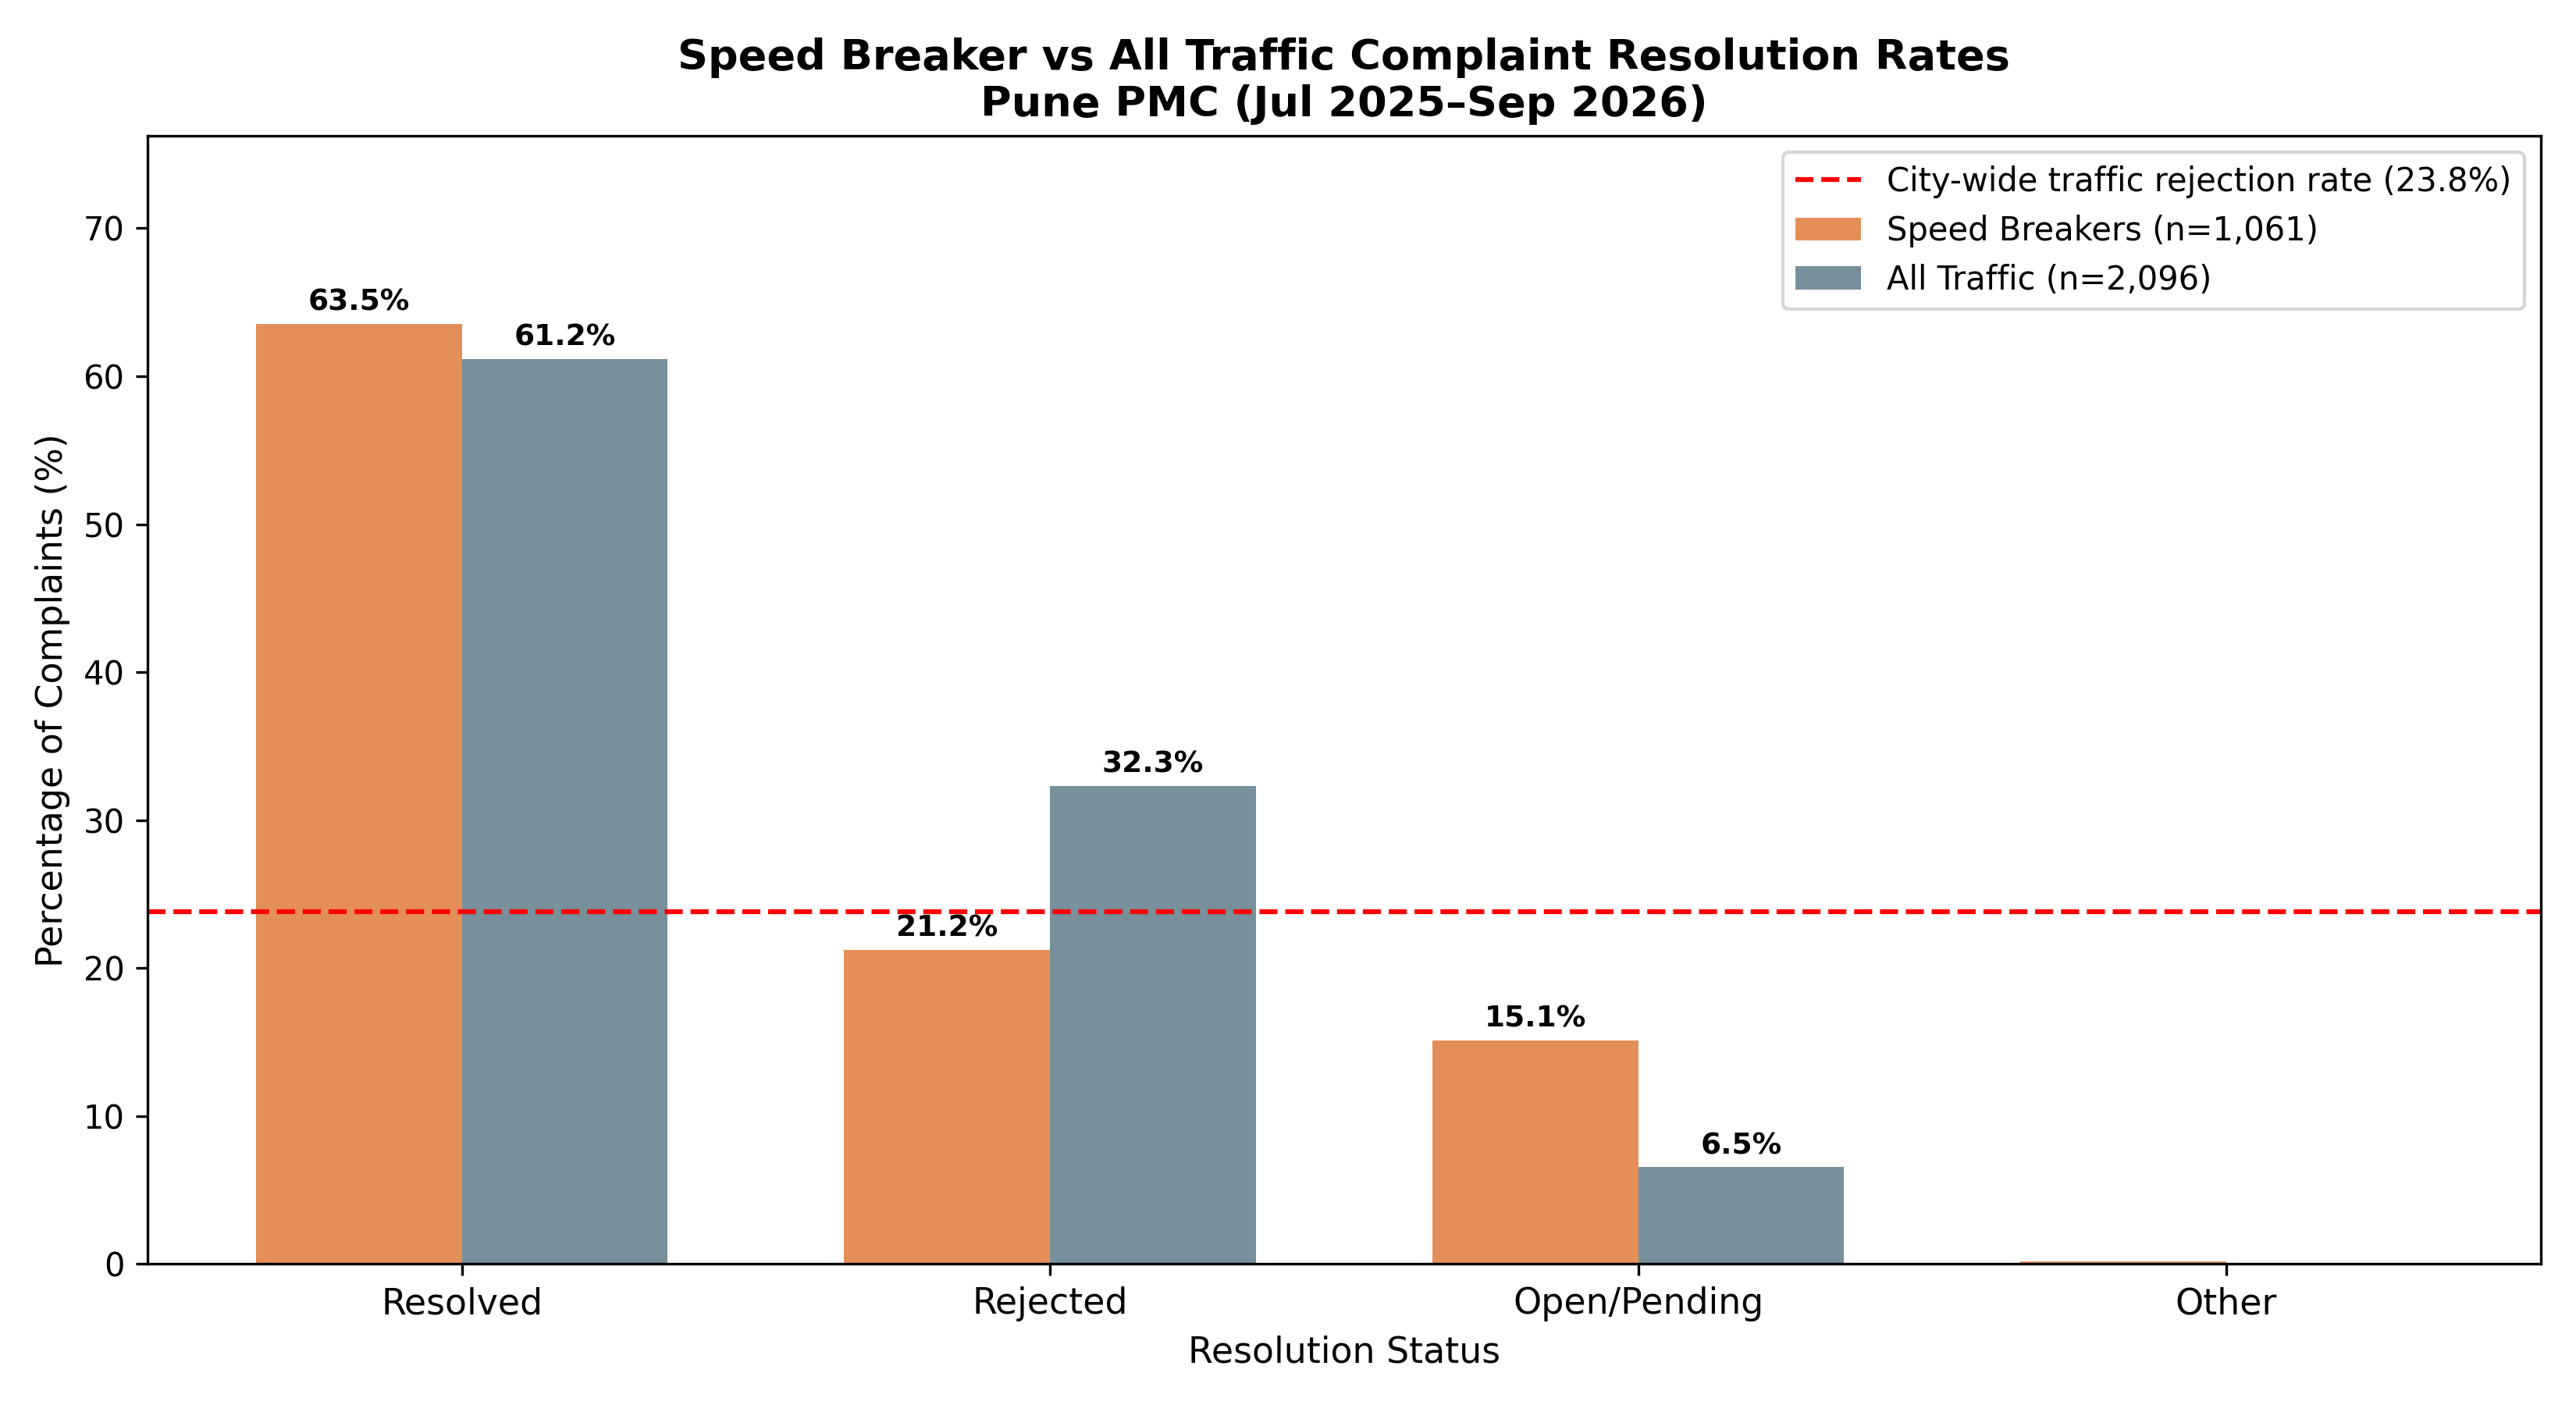 Speed Breaker vs All Traffic Complaint Resolution Rates
Pune PMC (Jul 2025–Sep 2026)
City-wide traffic rejection rate (23.8%)
Speed Breakers (n=1,061)
All Traffic (n=2,096)
Percentage of Complaints (%)
70
60
50
40
30
20
10
0
63.5%
61.2%
21.2%
32.3%
15.1%
6.5%
Resolved
Rejected
Open/Pending
Other
Resolution Status